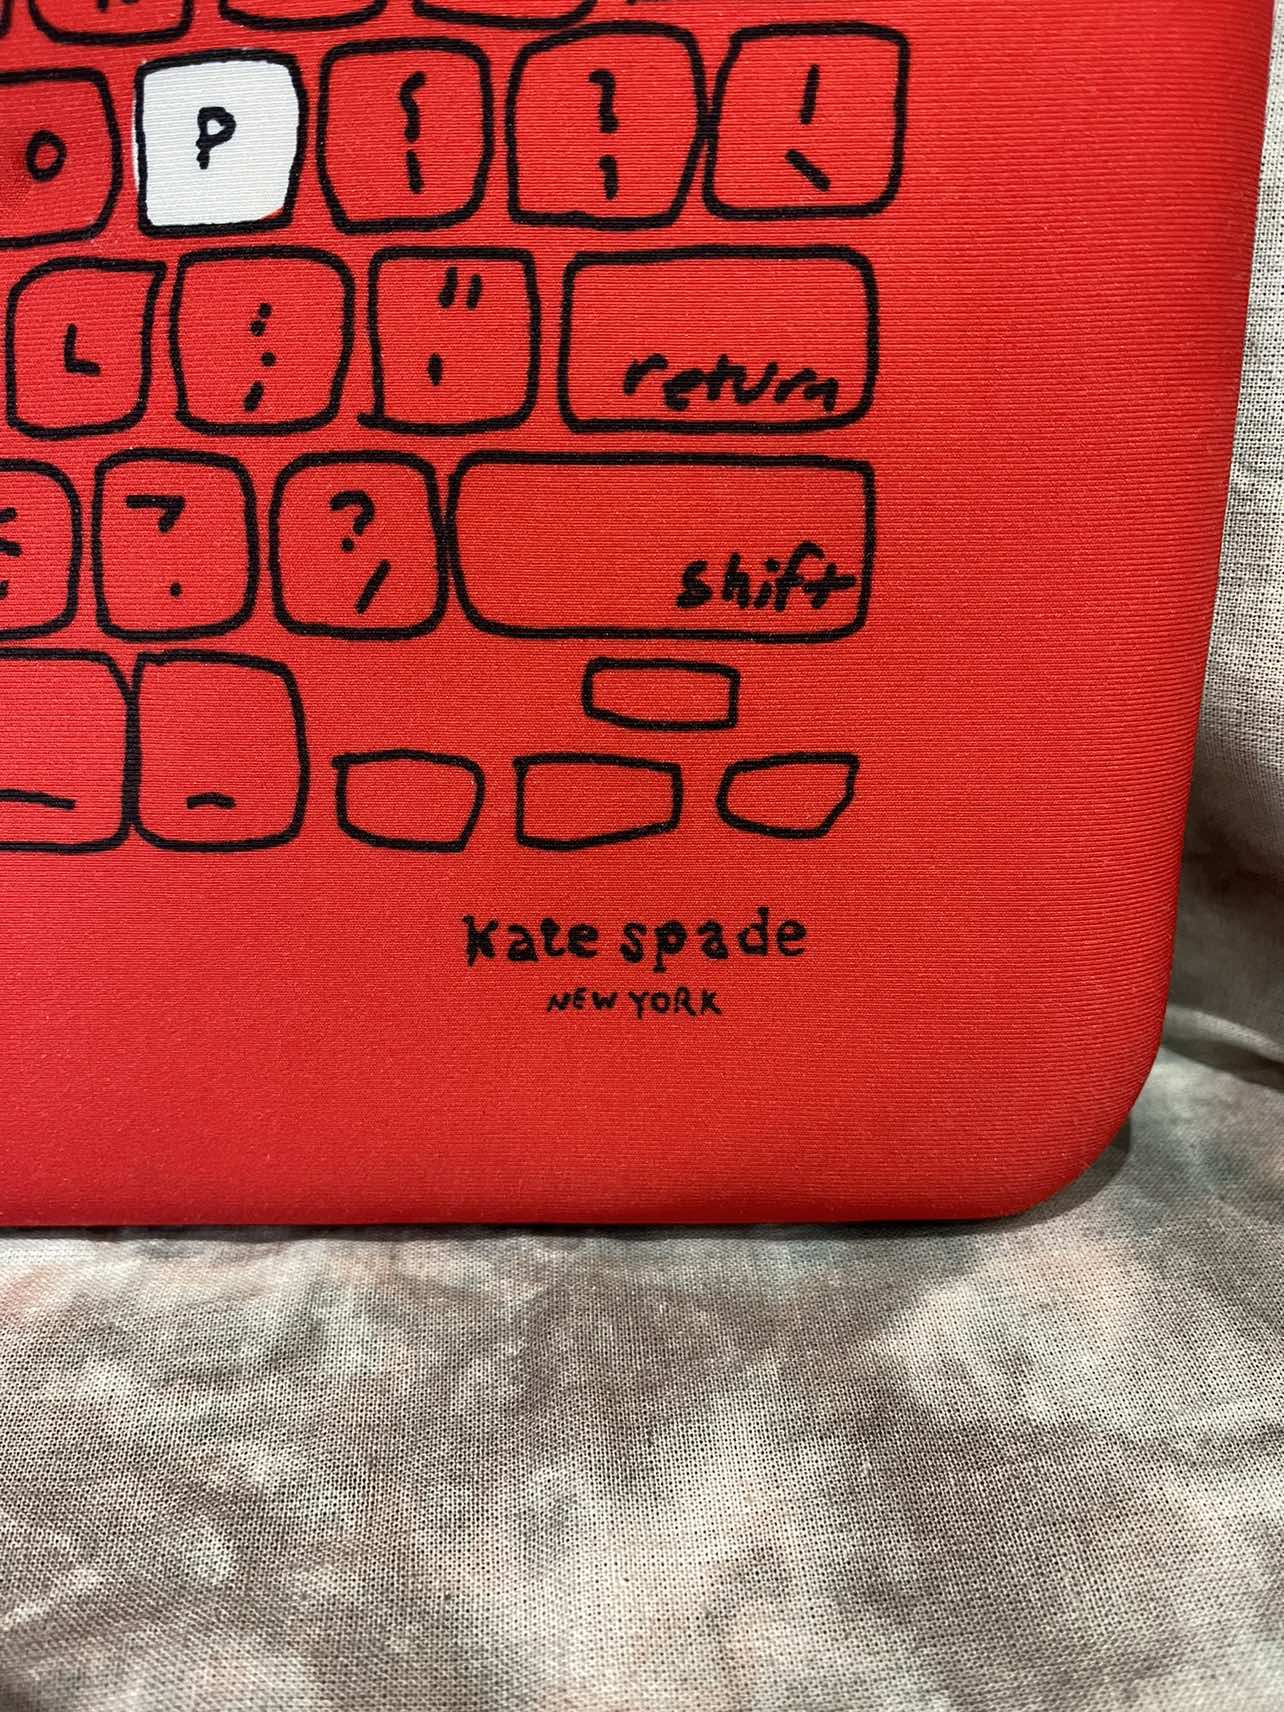 O P { [ } ] | \
L : ; " ' return
> . ? / shift
kate spade
NEW YORK